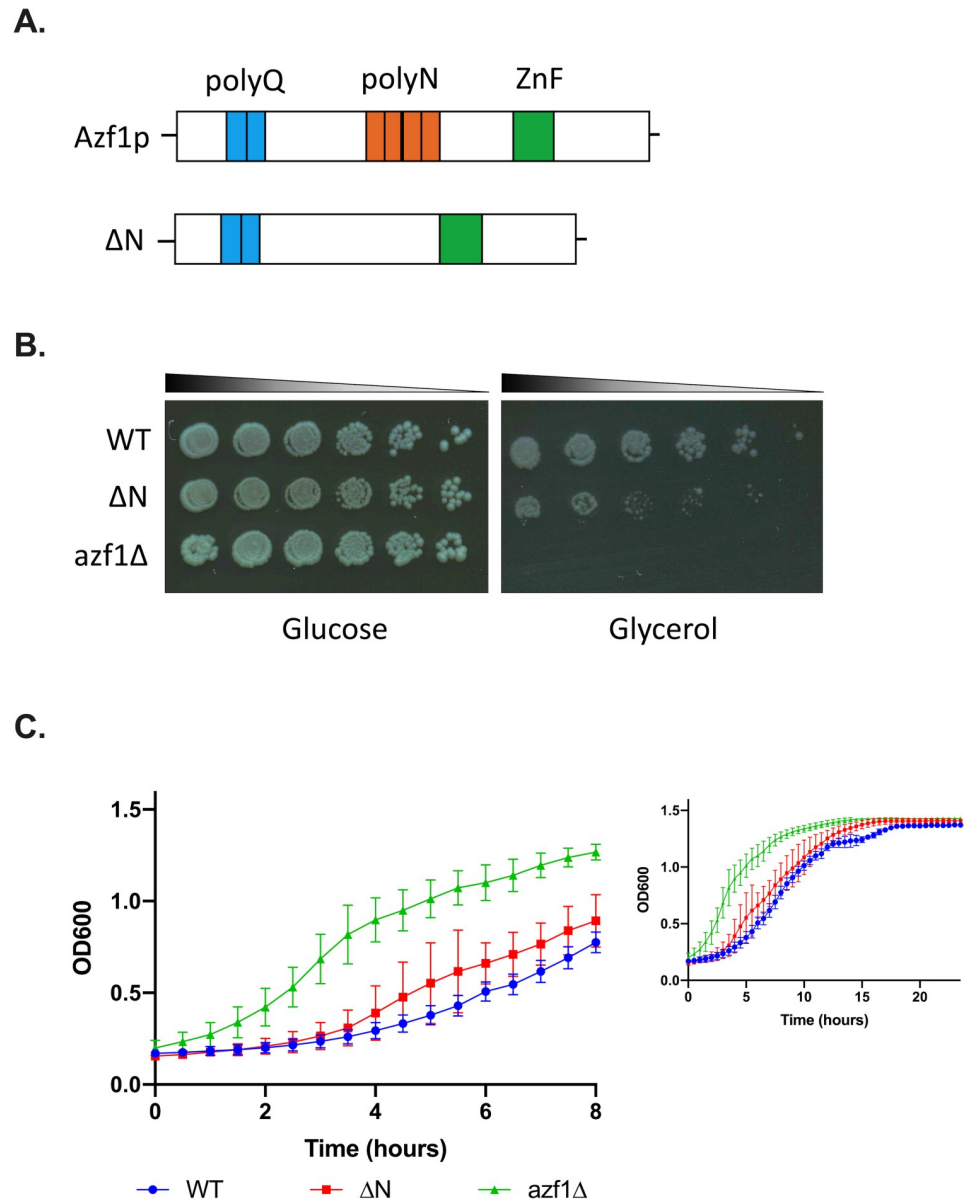 A.
polyQ polyN ZnF
Azf1p
ΔN
B.
WT
ΔN
azf1Δ
Glucose Glycerol
C.
OD600
1.5
1.0
0.5
0.0
0 2 4 6 8
Time (hours)
OD600
1.5
1.0
0.5
0.0
0 5 10 15 20
Time (hours)
WT ΔN azf1Δ